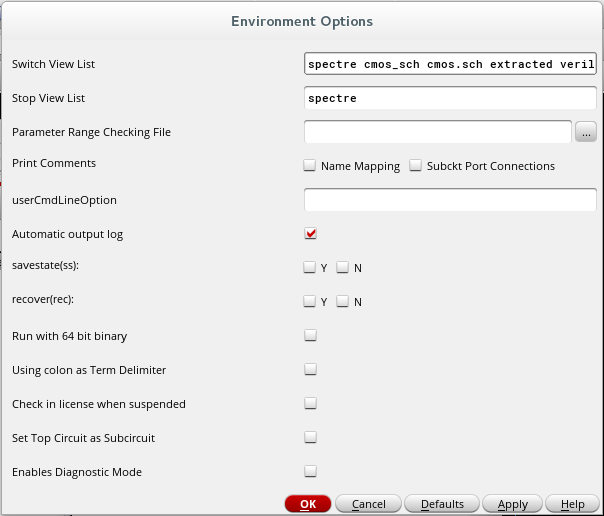 Environment Options
Switch View List spectre cmos_sch cmos.sch extracted veril
Stop View List spectre
Parameter Range Checking File ...
Print Comments Name Mapping Subckt Port Connections
userCmdLineOption
Automatic output log
savestate(ss): Y N
recover(rec): Y N
Run with 64 bit binary
Using colon as Term Delimiter
Check in license when suspended
Set Top Circuit as Subcircuit
Enables Diagnostic Mode
OK Cancel Defaults Apply Help